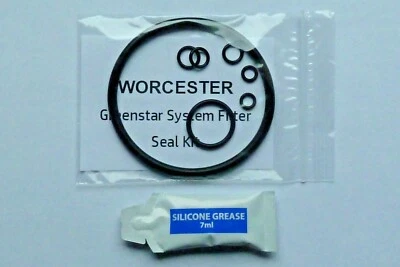 WORCESTER
Greenstar System Filter
Seal Kit
SILICONE GREASE
7ml